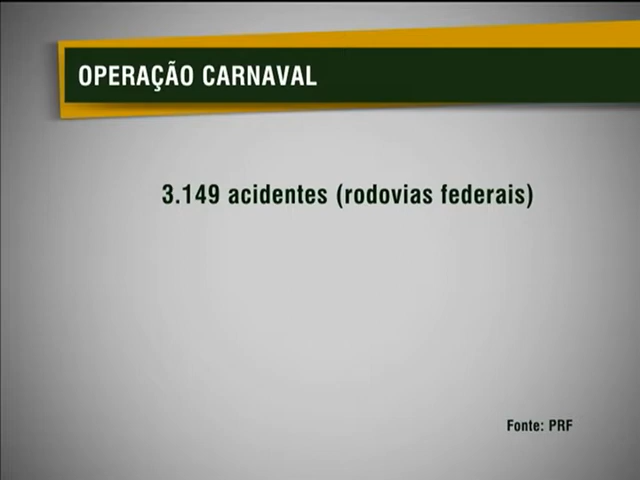 OPERAÇÃO CARNAVAL
3.149 acidentes (rodovias federais)
Fonte: PRF